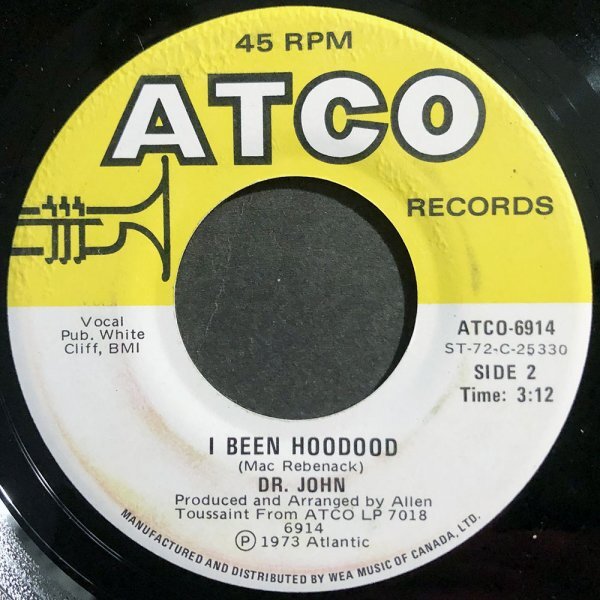 45 RPM
ATCO
RECORDS
Vocal
Pub. White
Cliff, BMI
ATCO-6914
ST-72-C-25330
SIDE 2
Time: 3:12
I BEEN HOODOOD
(Mac Rebenack)
DR. JOHN
Produced and Arranged by Allen
Toussaint From ATCO LP 7018
6914
Ⓟ 1973 Atlantic
MANUFACTURED AND DISTRIBUTED BY WEA MUSIC OF CANADA, LTD.